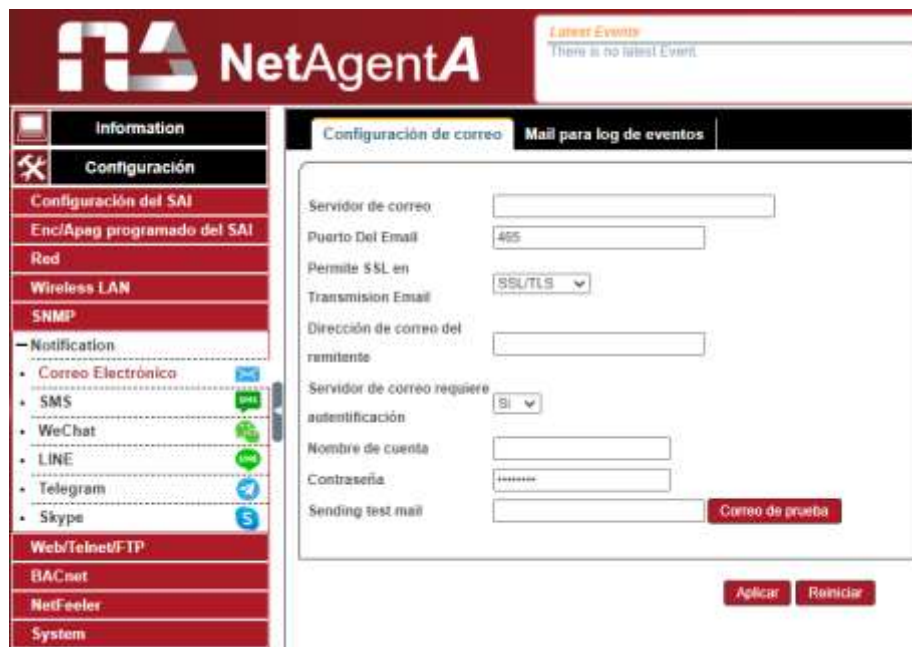 NetAgentA
Latest Events
There is no latest Event.
Information
Configuración
Configuración del SAI
Enc/Apag programado del SAI
Red
Wireless LAN
SNMP
Notification
Correo Electrónico
SMS
WeChat
LINE
Telegram
Skype
Web/Telnet/FTP
BACnet
NetFeeler
System
Configuración de correo
Mail para log de eventos
Servidor de correo
Puerto Del Email
465
Permite SSL en
Transmision Email
SSL/TLS
Dirección de correo del
remitente
Servidor de correo requiere
autentificación
Si
Nombre de cuenta
Contraseña
•••••••••
Sending test mail
Correo de prueba
Aplicar
Reiniciar